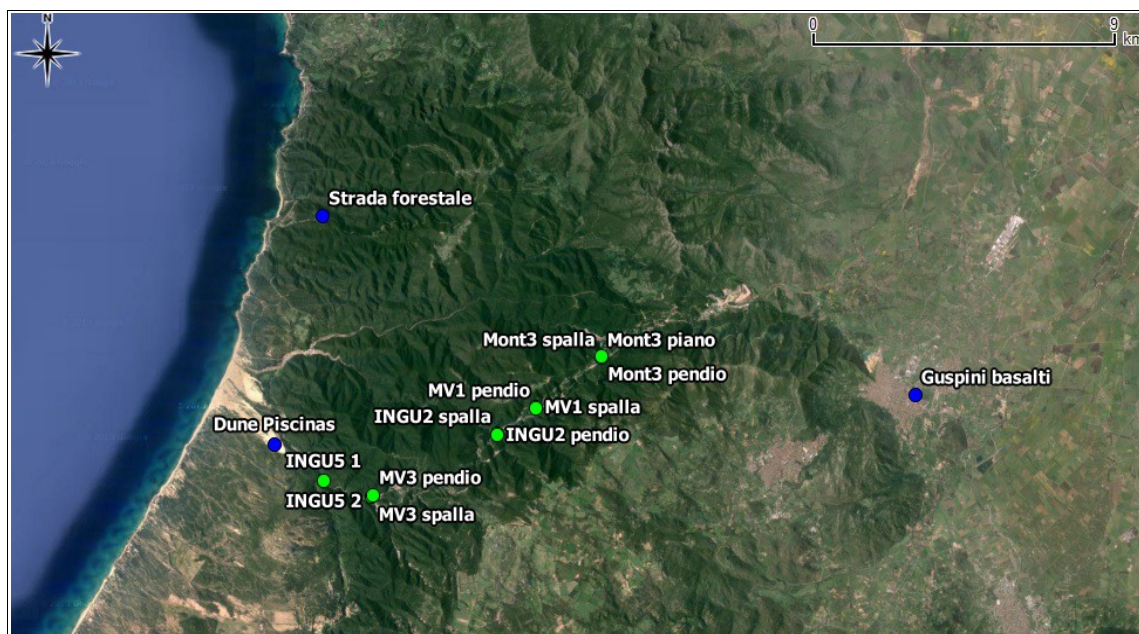 N
0
9
km
Strada forestale
Mont3 spalla
Mont3 piano
Mont3 pendio
Guspini basalti
MV1 pendio
MV1 spalla
INGU2 spalla
INGU2 pendio
Dune Piscinas
INGU5 1
INGU5 2
MV3 pendio
MV3 spalla